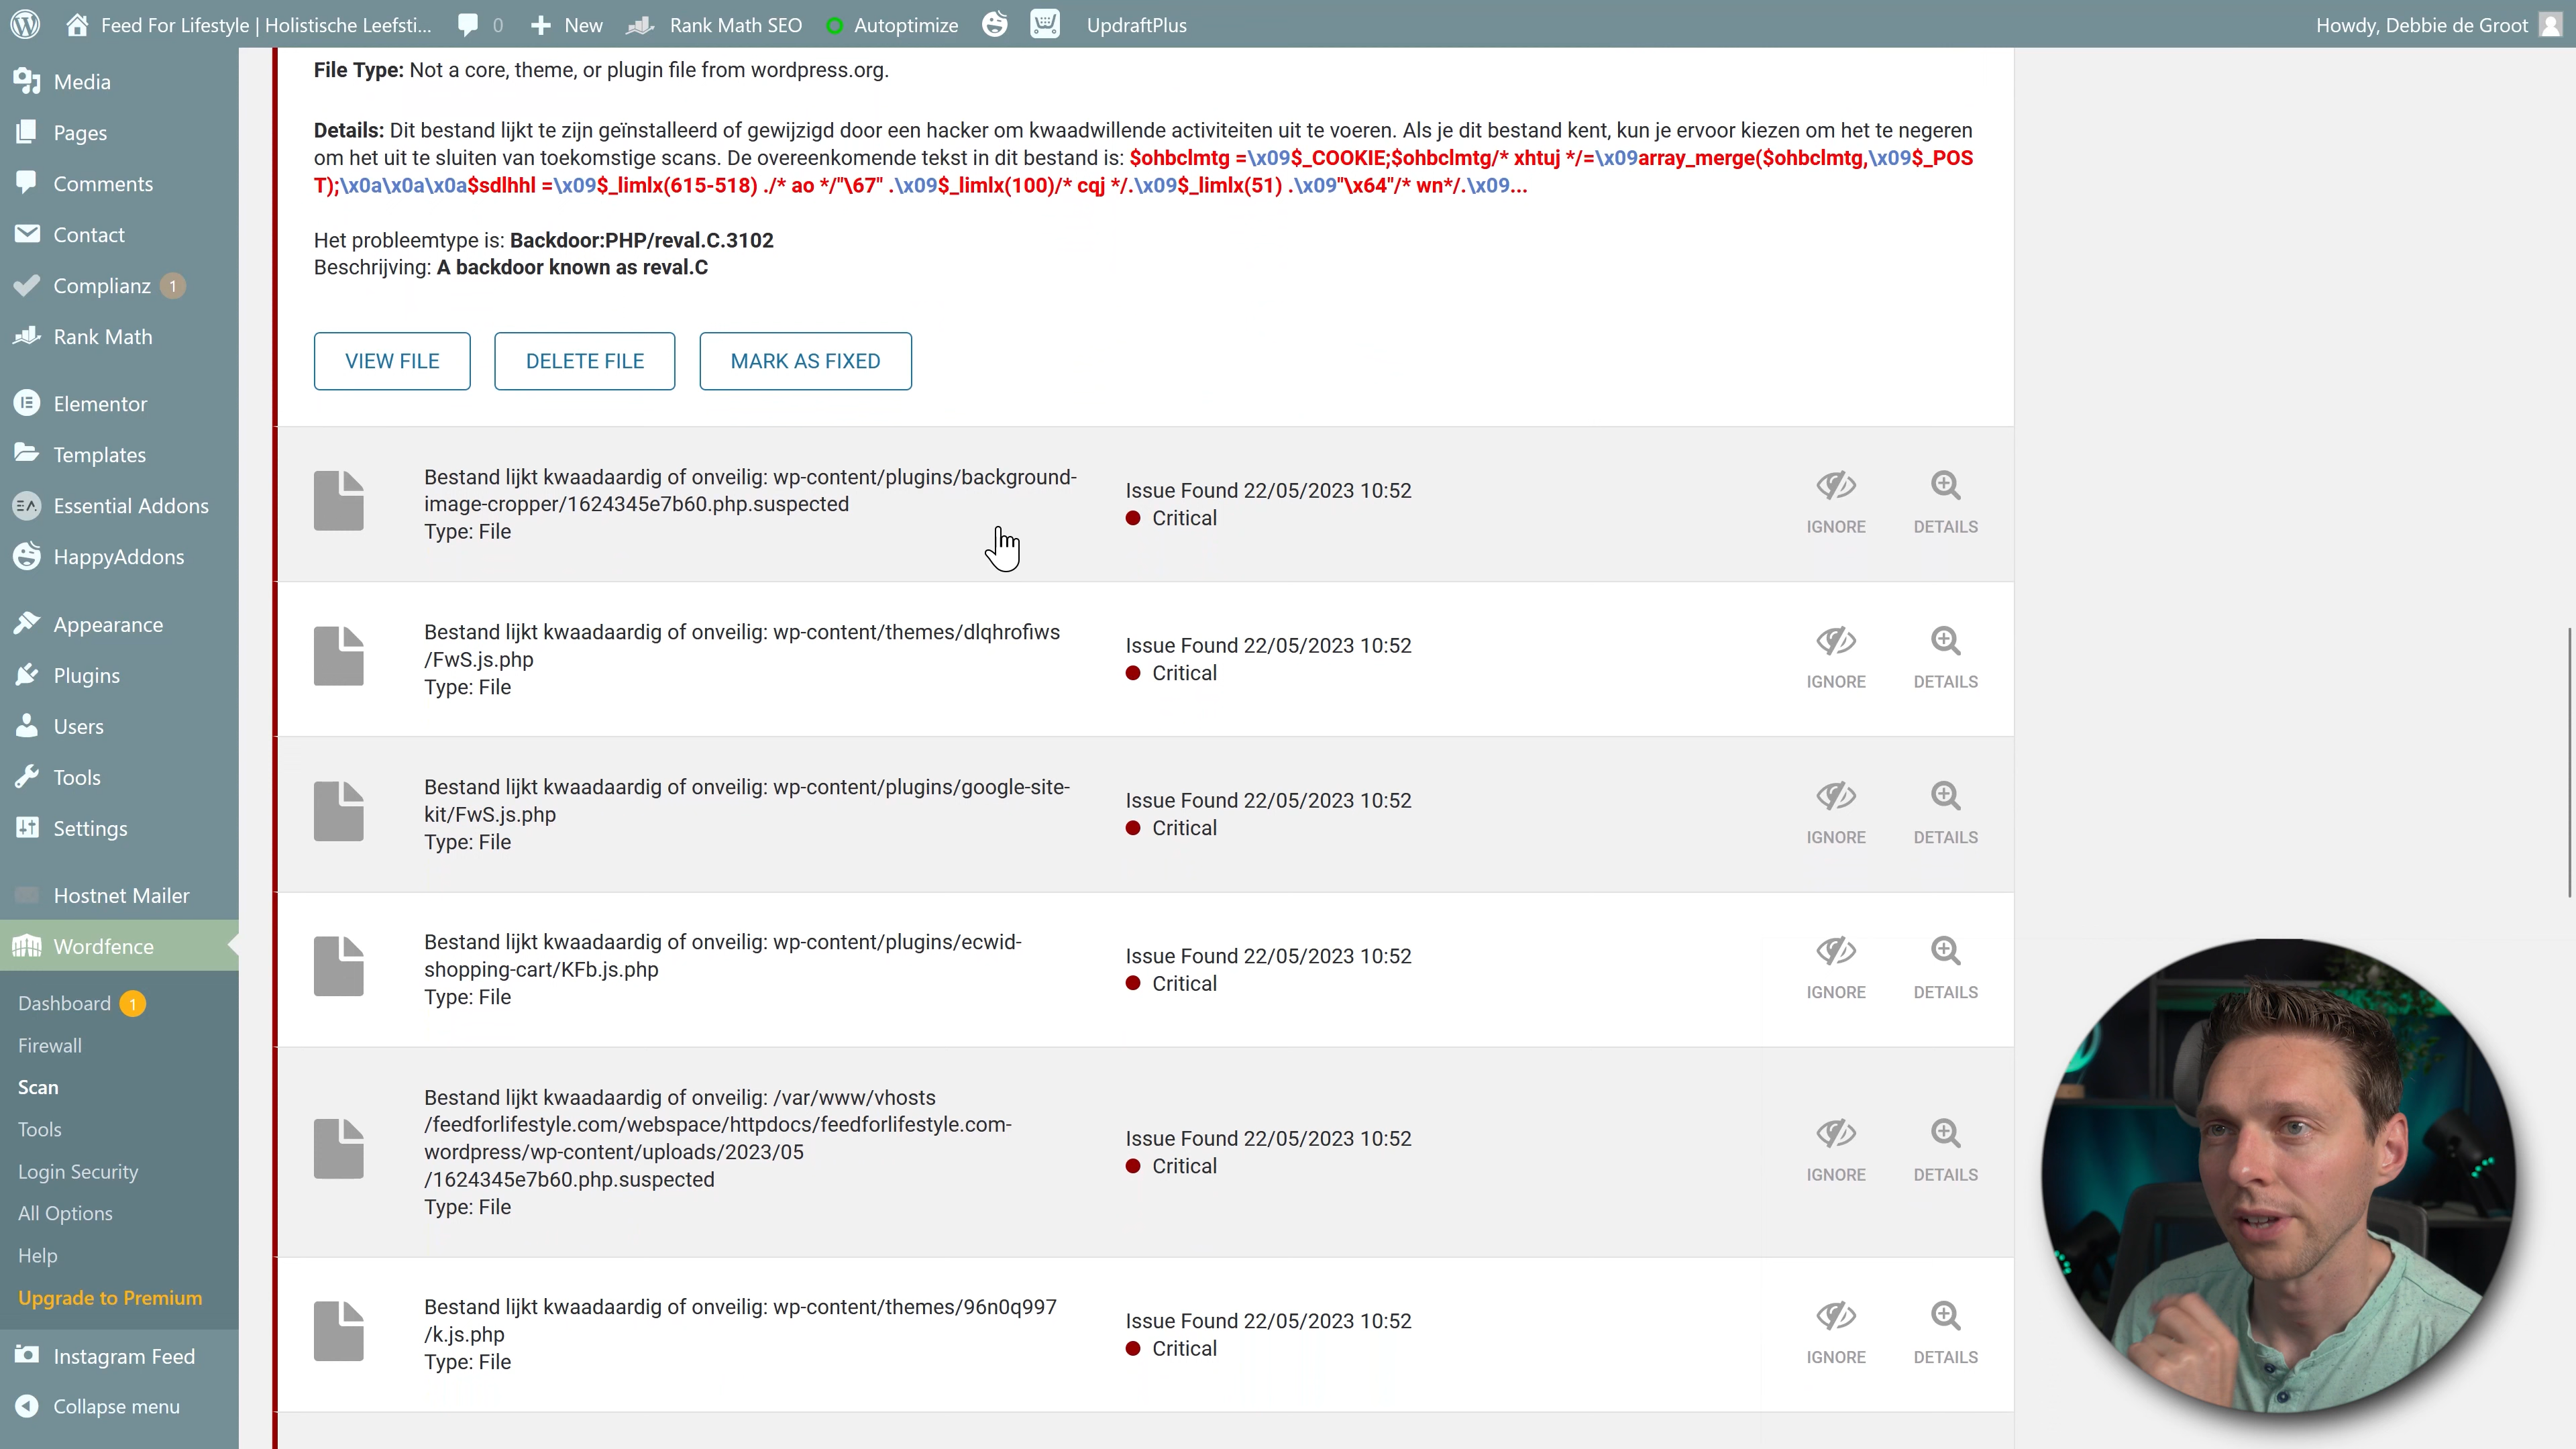 Feed For Lifestyle | Holistische Leefsti...
0
New
Rank Math SEO
Autoptimize
UpdraftPlus
Howdy, Debbie de Groot
Media
Pages
Comments
Contact
Complianz 1
Rank Math
Elementor
Templates
Essential Addons
HappyAddons
Appearance
Plugins
Users
Tools
Settings
Hostnet Mailer
Wordfence
Dashboard 1
Firewall
Scan
Tools
Login Security
All Options
Help
Upgrade to Premium
Instagram Feed
Collapse menu
File Type: Not a core, theme, or plugin file from wordpress.org.
Details: Dit bestand lijkt te zijn geïnstalleerd of gewijzigd door een hacker om kwaadwillende activiteiten uit te voeren. Als je dit bestand kent, kun je ervoor kiezen om het te negeren
om het uit te sluiten van toekomstige scans. De overeenkomende tekst in dit bestand is: $ohbclmtg =\x09$_COOKIE;$ohbclmtg/* xhtuj */=\x09array_merge($ohbclmtg,\x09$_POS
T);\x0a\x0a\x0a$sdlhhl =\x09$_limlx(615-518) ./* ao */"\67" .\x09$_limlx(100)/* cqj */.\x09$_limlx(51) .\x09"\x64"/* wn*/.\x09...
Het probleemtype is: Backdoor:PHP/reval.C.3102
Beschrijving: A backdoor known as reval.C
VIEW FILE
DELETE FILE
MARK AS FIXED
Bestand lijkt kwaadaardig of onveilig: wp-content/plugins/background-
image-cropper/1624345e7b60.php.suspected
Type: File
Issue Found 22/05/2023 10:52
Critical
IGNORE
DETAILS
Bestand lijkt kwaadaardig of onveilig: wp-content/themes/dlqhrofiws
/FwS.js.php
Type: File
Issue Found 22/05/2023 10:52
Critical
IGNORE
DETAILS
Bestand lijkt kwaadaardig of onveilig: wp-content/plugins/google-site-
kit/FwS.js.php
Type: File
Issue Found 22/05/2023 10:52
Critical
IGNORE
DETAILS
Bestand lijkt kwaadaardig of onveilig: wp-content/plugins/ecwid-
shopping-cart/KFb.js.php
Type: File
Issue Found 22/05/2023 10:52
Critical
IGNORE
DETAILS
Bestand lijkt kwaadaardig of onveilig: /var/www/vhosts
/feedforlifestyle.com/webspace/httpdocs/feedforlifestyle.com-
wordpress/wp-content/uploads/2023/05
/1624345e7b60.php.suspected
Type: File
Issue Found 22/05/2023 10:52
Critical
IGNORE
DETAILS
Bestand lijkt kwaadaardig of onveilig: wp-content/themes/96n0q997
/k.js.php
Type: File
Issue Found 22/05/2023 10:52
Critical
IGNORE
DETAILS